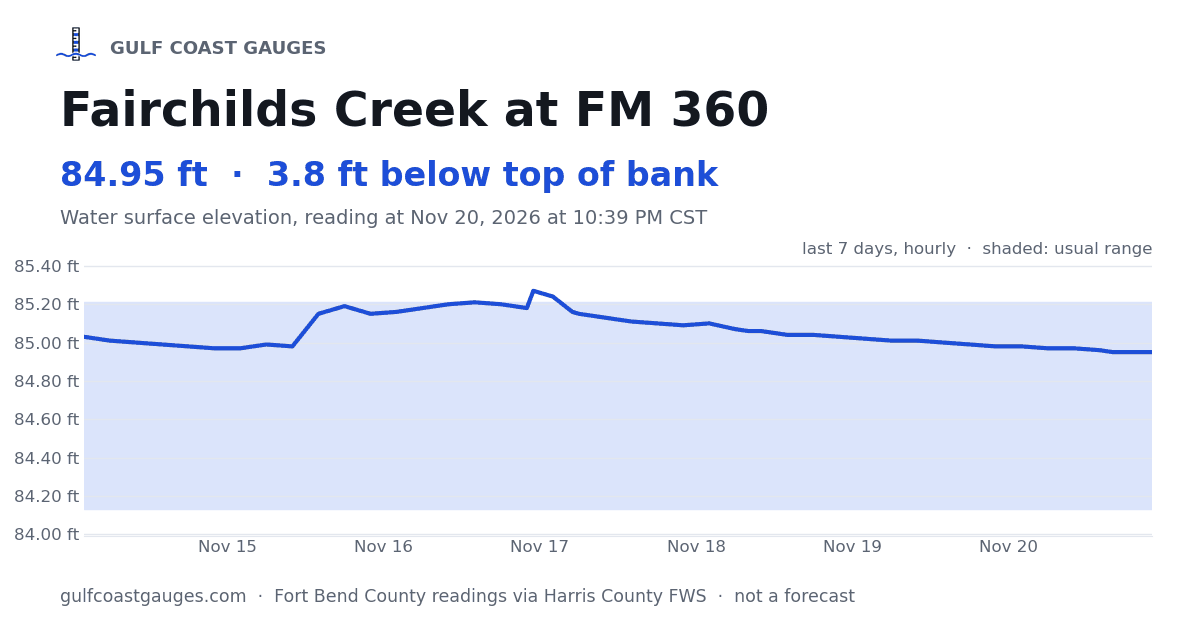 GULF COAST GAUGES
Fairchilds Creek at FM 360
84.95 ft · 3.8 ft below top of bank
Water surface elevation, reading at Nov 20, 2026 at 10:39 PM CST
last 7 days, hourly · shaded: usual range
85.40 ft
85.20 ft
85.00 ft
84.80 ft
84.60 ft
84.40 ft
84.20 ft
84.00 ft
Nov 15 Nov 16 Nov 17 Nov 18 Nov 19 Nov 20
gulfcoastgauges.com · Fort Bend County readings via Harris County FWS · not a forecast